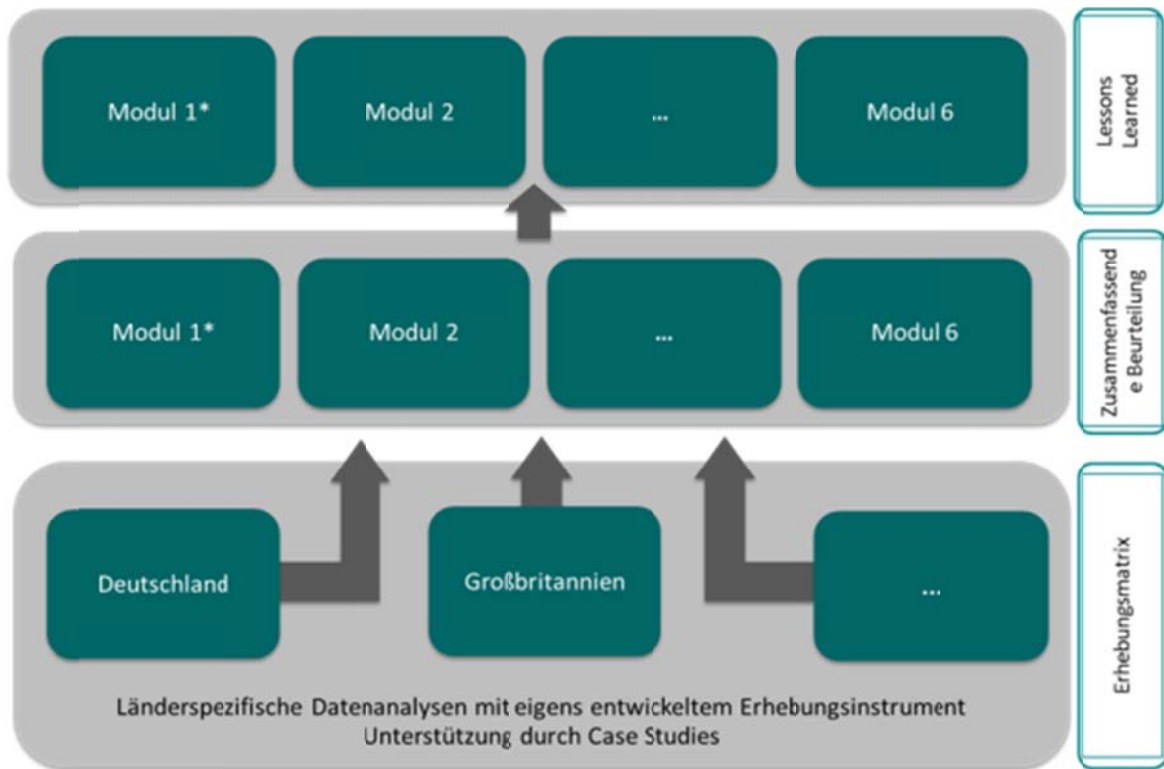 Modul 1*
Modul 2
...
Modul 6
Lessons
Learned
Modul 1*
Modul 2
...
Modul 6
Zusammenfassend
e Beurteilung
Deutschland
Großbritannien
...
Erhebungsmatrix
Länderspezifische Datenanalysen mit eigens entwickeltem Erhebungsinstrument
Unterstützung durch Case Studies